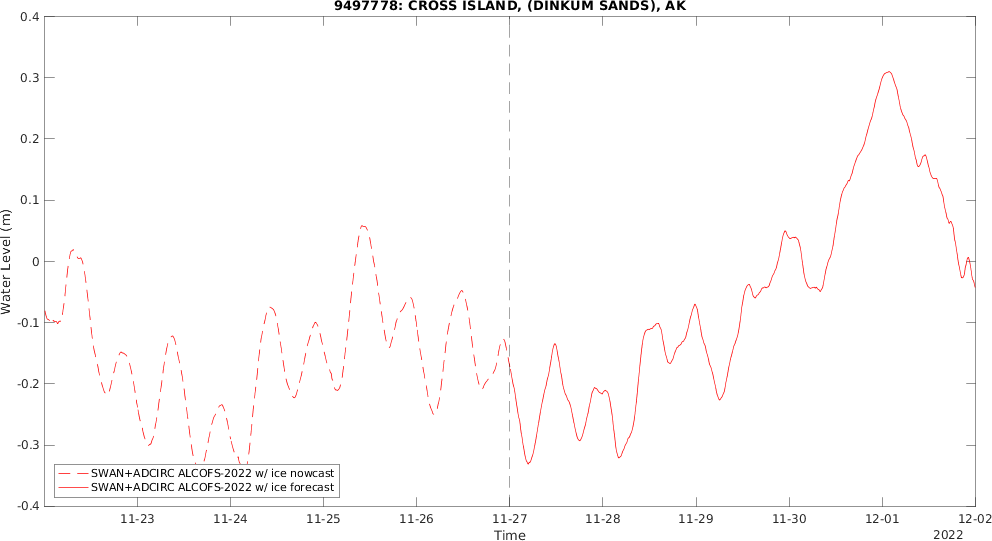 9497778: CROSS ISLAND, (DINKUM SANDS), AK
0.4
0.3
0.2
0.1
0
-0.1
-0.2
-0.3
-0.4
Water Level (m)
SWAN+ADCIRC ALCOFS-2022 w/ ice nowcast
SWAN+ADCIRC ALCOFS-2022 w/ ice forecast
11-23 11-24 11-25 11-26 11-27 11-28 11-29 11-30 12-01 12-02
Time
2022